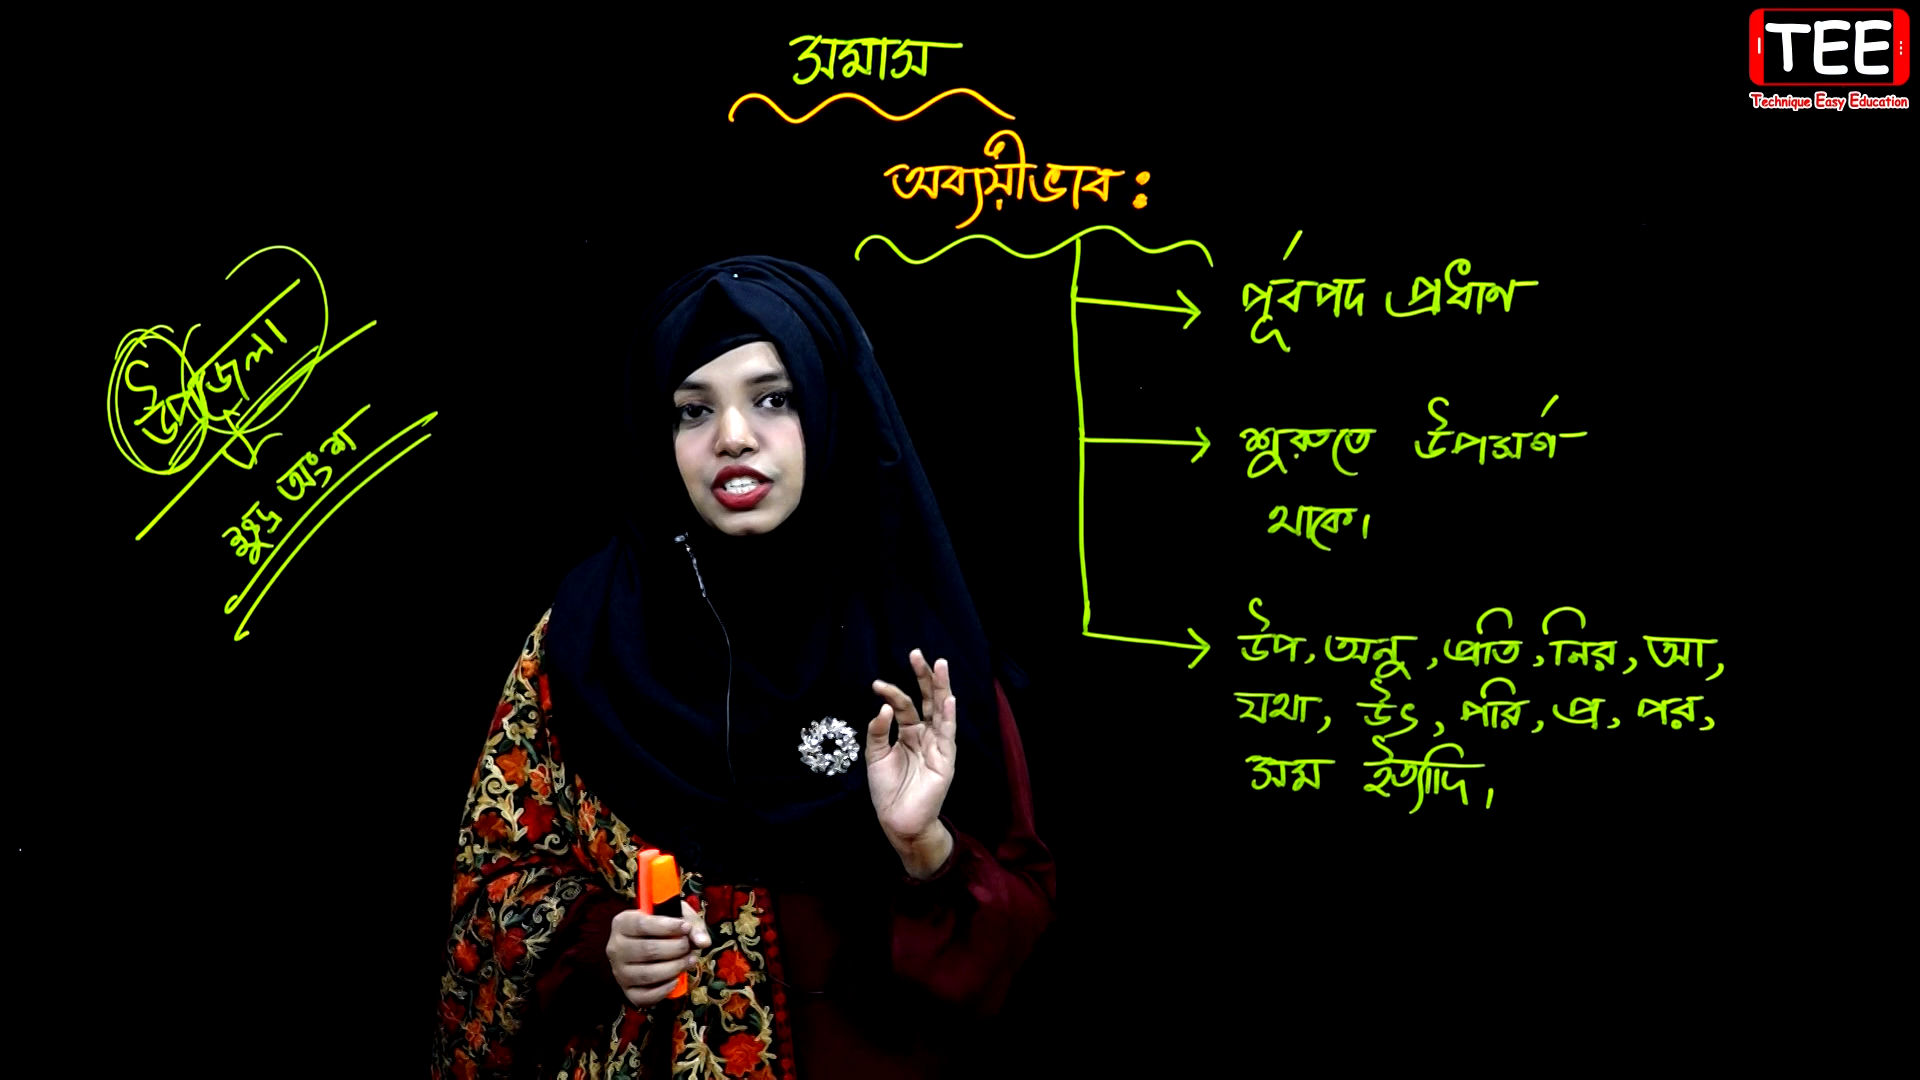 সমাস
TEE
Technique Easy Education
অব্যয়ীভাব :
পূর্বপদ প্রধাণ
উপজেলা
ক্ষুদ্র অংশ
শুরুতে উপসর্গ
থাকে।
উপ, অনু, প্রতি, নির, আ,
যথা, উৎ, পরি, প্র, পর,
সম ইত্যাদি।